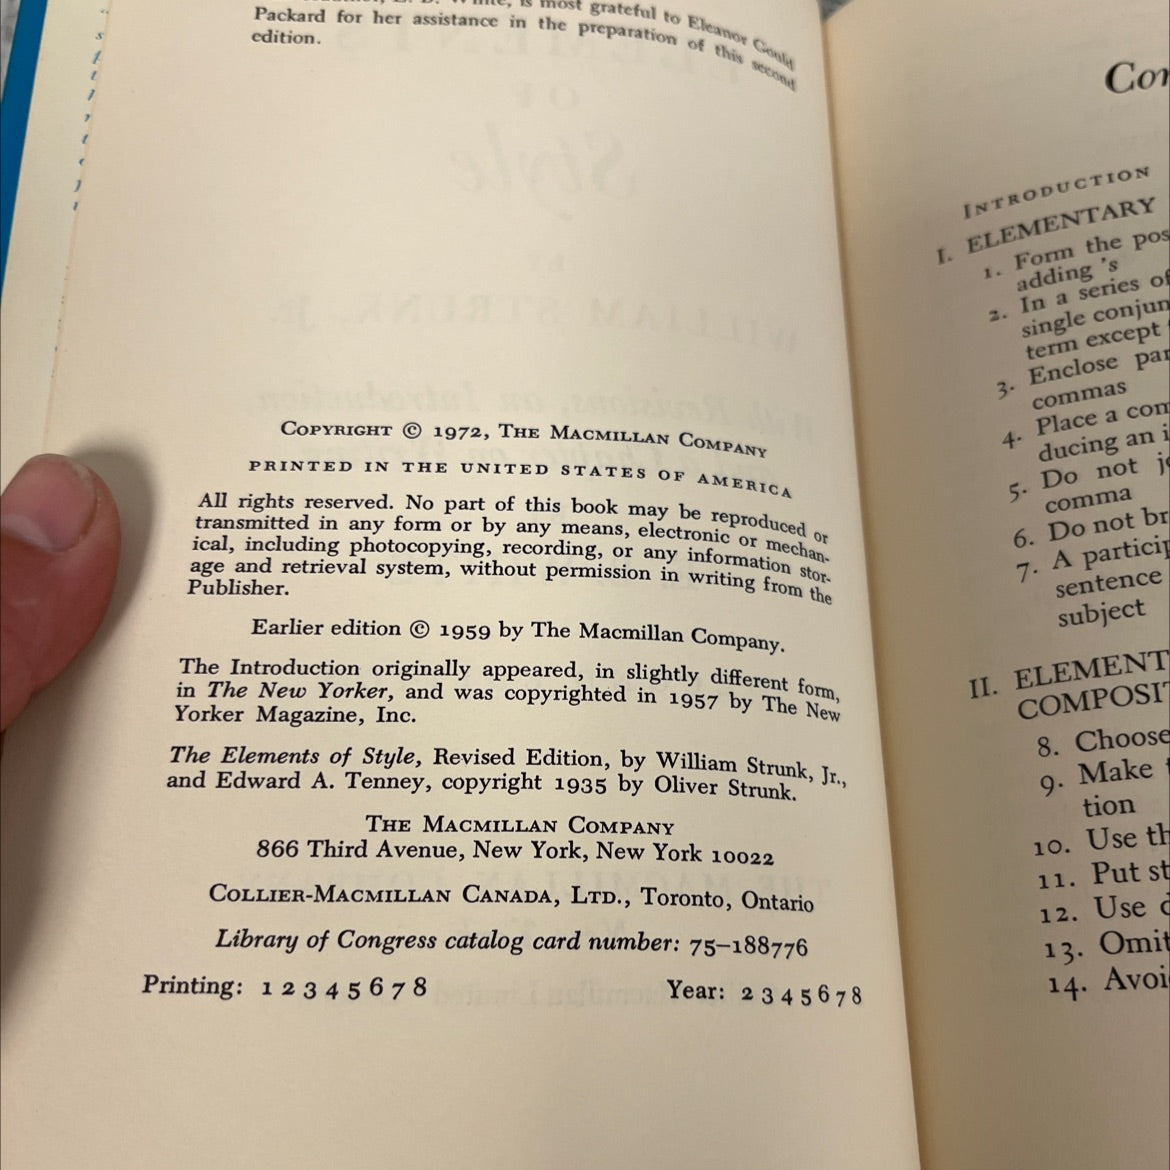 is most grateful to Eleanor Gould
Packard for her assistance in the preparation of this second
edition.
COPYRIGHT © 1972, THE MACMILLAN COMPANY
PRINTED IN THE UNITED STATES OF AMERICA
All rights reserved. No part of this book may be reproduced or
transmitted in any form or by any means, electronic or mechan-
ical, including photocopying, recording, or any information stor-
age and retrieval system, without permission in writing from the
Publisher.
Earlier edition © 1959 by The Macmillan Company.
The Introduction originally appeared, in slightly different form,
in The New Yorker, and was copyrighted in 1957 by The New
Yorker Magazine, Inc.
The Elements of Style, Revised Edition, by William Strunk, Jr.,
and Edward A. Tenney, copyright 1935 by Oliver Strunk.
THE MACMILLAN COMPANY
866 Third Avenue, New York, New York 10022
COLLIER-MACMILLAN CANADA, LTD., Toronto, Ontario
Library of Congress catalog card number: 75-188776
Printing: 1 2 3 4 5 6 7 8 Year: 2 3 4 5 6 7 8
Con
INTRODUCTION
I. ELEMENTARY
1. Form the pos
adding 's
2. In a series of
single conjun
term except
3. Enclose par
commas
4. Place a com
ducing an i
5. Do not jo
comma
6. Do not br
7. A particip
sentence
subject
II. ELEMENT
COMPOSIT
8. Choose
9. Make t
tion
10. Use th
11. Put st
12. Use
13. Omit
14. Avoi